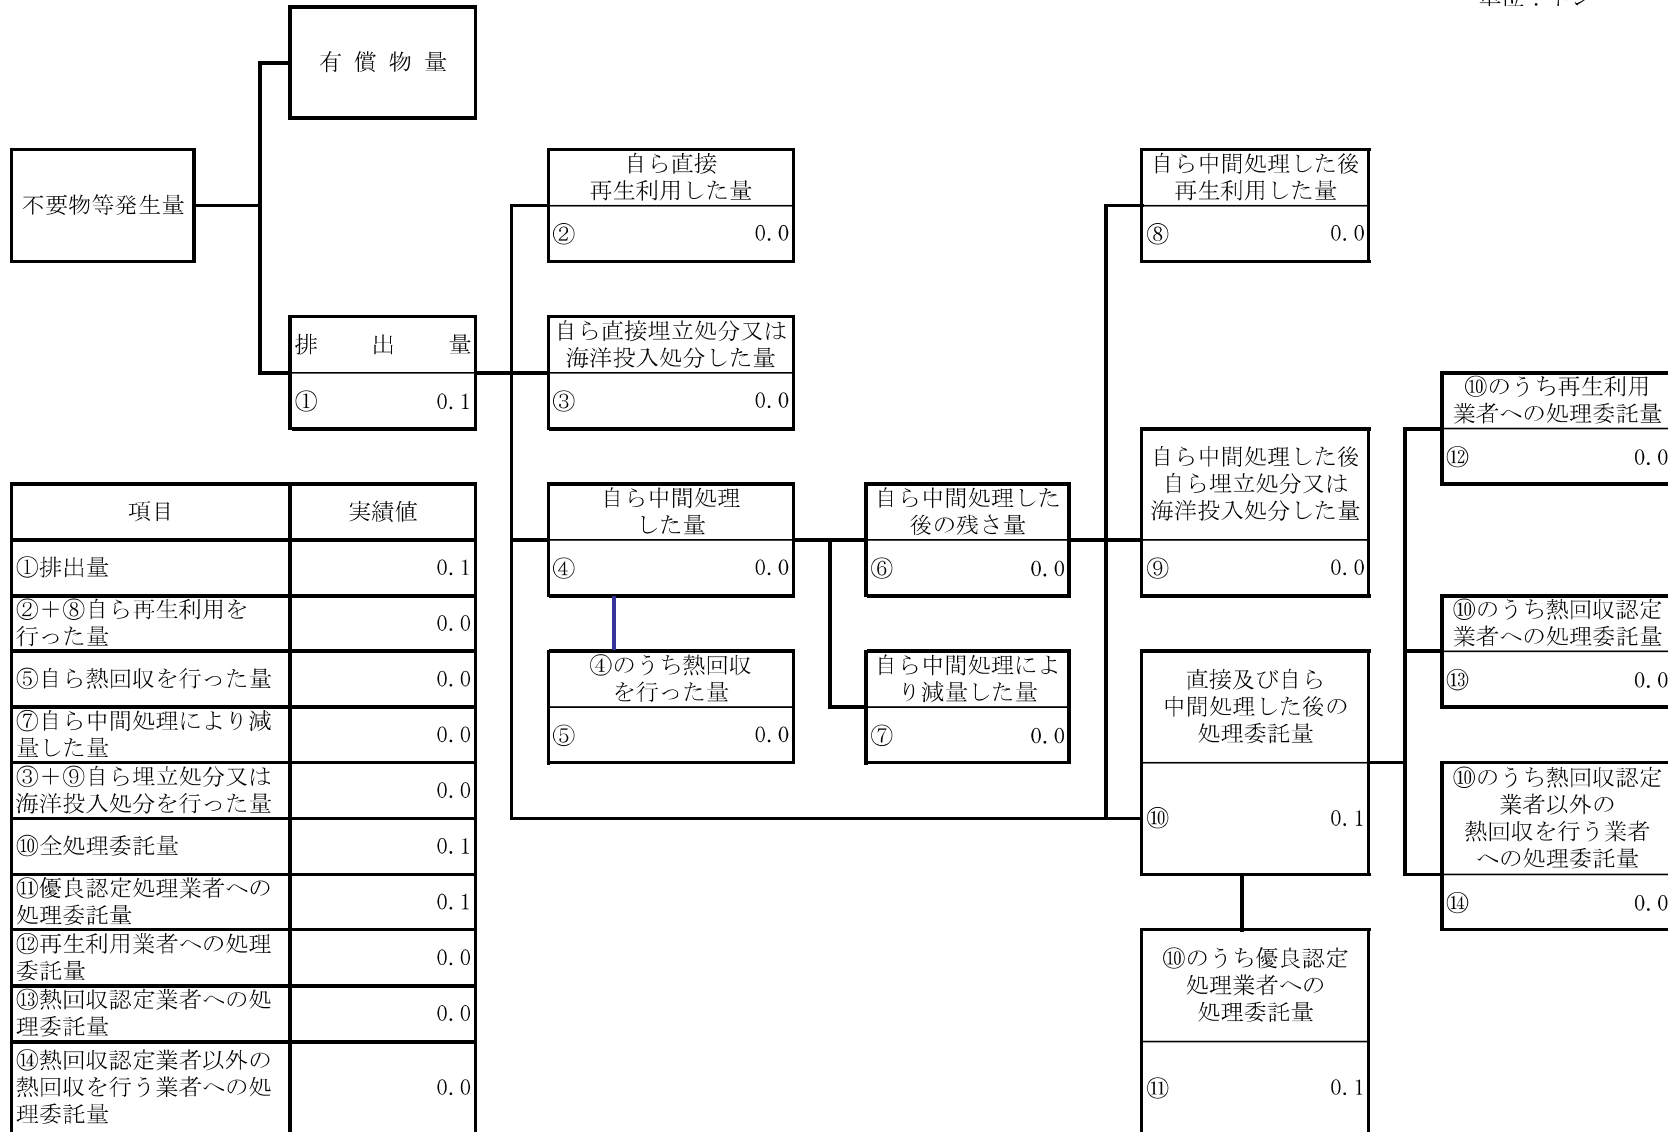 単位：トン
有償物量
不要物等発生量
自ら直接
再生利用した量
② 0.0
自ら中間処理した後
再生利用した量
⑧ 0.0
排出量
① 0.1
自ら直接埋立処分又は
海洋投入処分した量
③ 0.0
⑩のうち再生利用
業者への処理委託量
⑫ 0.0
自ら中間処理した後
自ら埋立処分又は
海洋投入処分した量
⑨ 0.0
自ら中間処理
した量
④ 0.0
自ら中間処理した
後の残さ量
⑥ 0.0
⑩のうち熱回収認定
業者への処理委託量
⑬ 0.0
④のうち熱回収
を行った量
⑤ 0.0
自ら中間処理によ
り減量した量
⑦ 0.0
直接及び自ら
中間処理した後の
処理委託量
⑩ 0.1
⑩のうち熱回収認定
業者以外の
熱回収を行う業者
への処理委託量
⑭ 0.0
⑩のうち優良認定
処理業者への
処理委託量
⑪ 0.1
項目 実績値
①排出量 0.1
②＋⑧自ら再生利用を
行った量 0.0
⑤自ら熱回収を行った量 0.0
⑦自ら中間処理により減
量した量 0.0
③＋⑨自ら埋立処分又は
海洋投入処分を行った量 0.0
⑩全処理委託量 0.1
⑪優良認定処理業者への
処理委託量 0.1
⑫再生利用業者への処理
委託量 0.0
⑬熱回収認定業者への処
理委託量 0.0
⑭熱回収認定業者以外の
熱回収を行う業者への処
理委託量 0.0